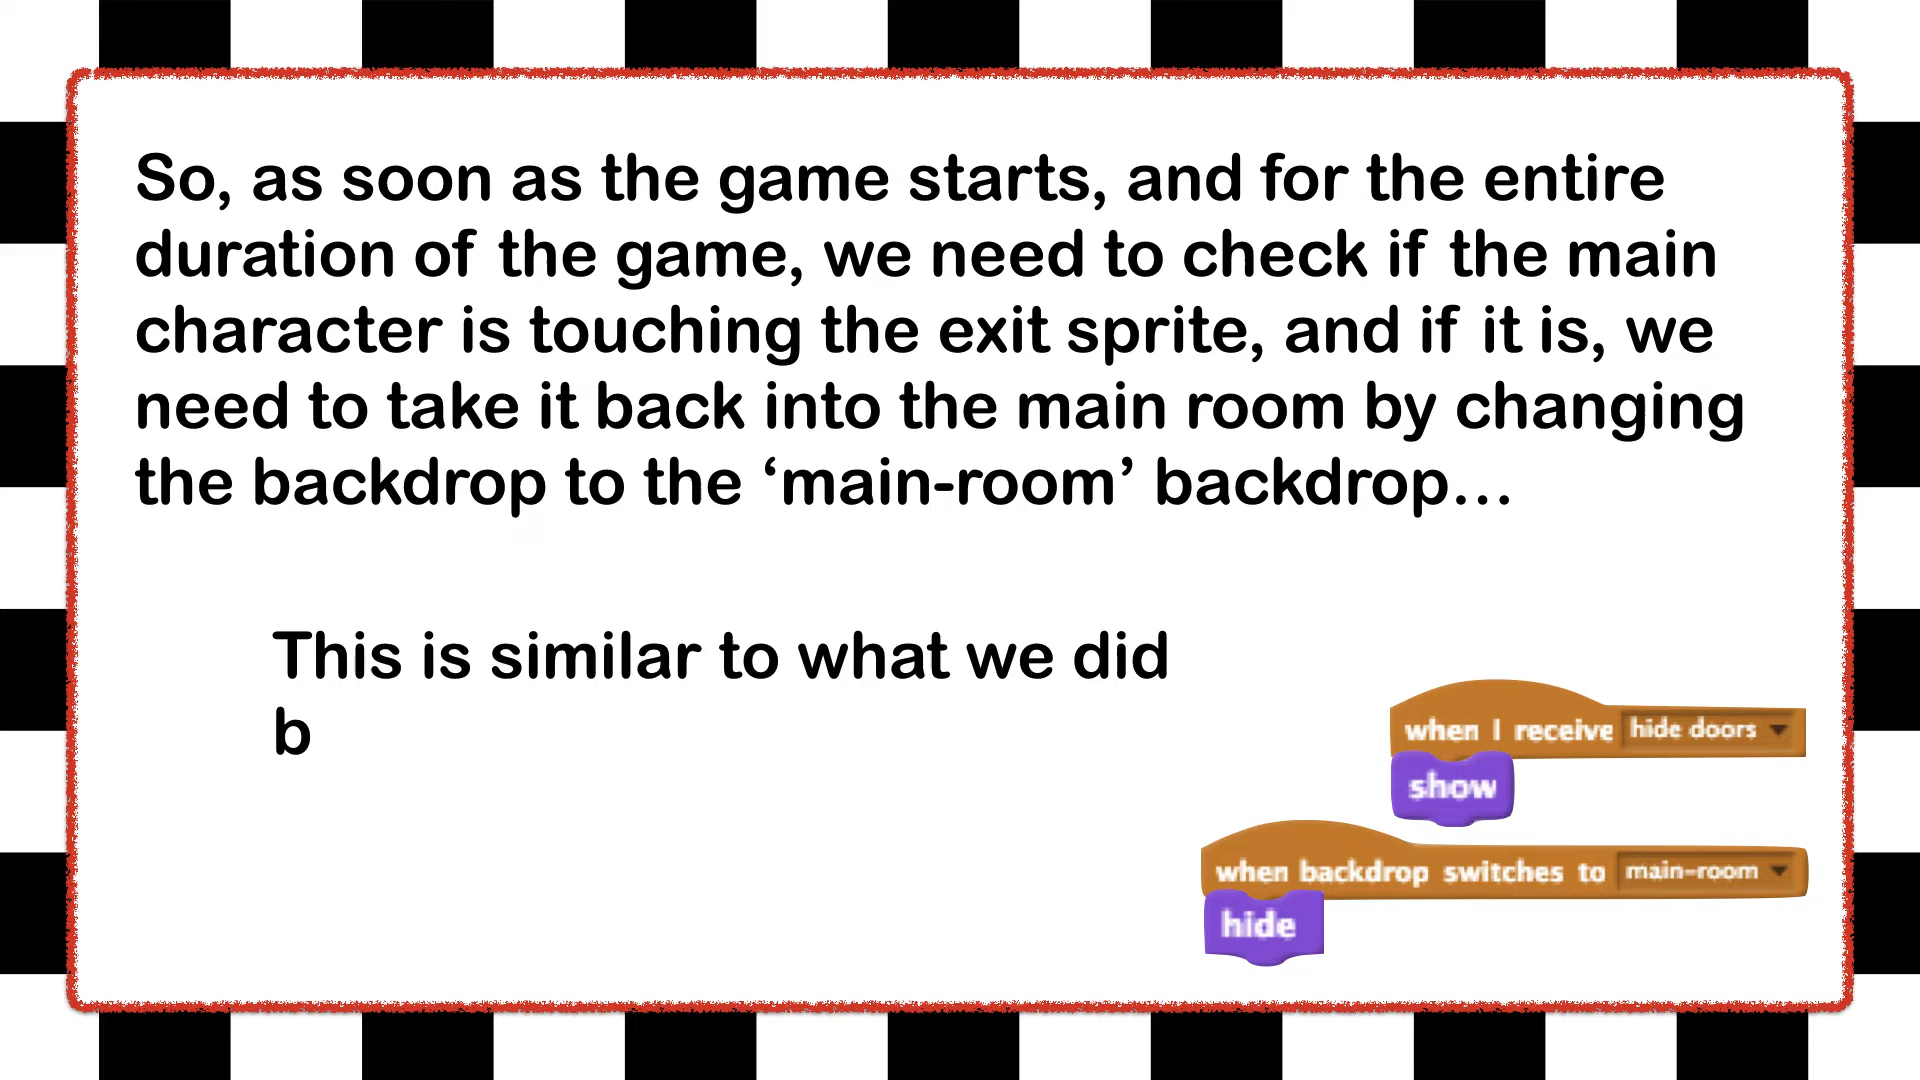 So, as soon as the game starts, and for the entire
duration of the game, we need to check if the main
character is touching the exit sprite, and if it is, we
need to take it back into the main room by changing
the backdrop to the ‘main-room’ backdrop…
This is similar to what we did
b
when I receive hide doors
show
when backdrop switches to main-room
hide